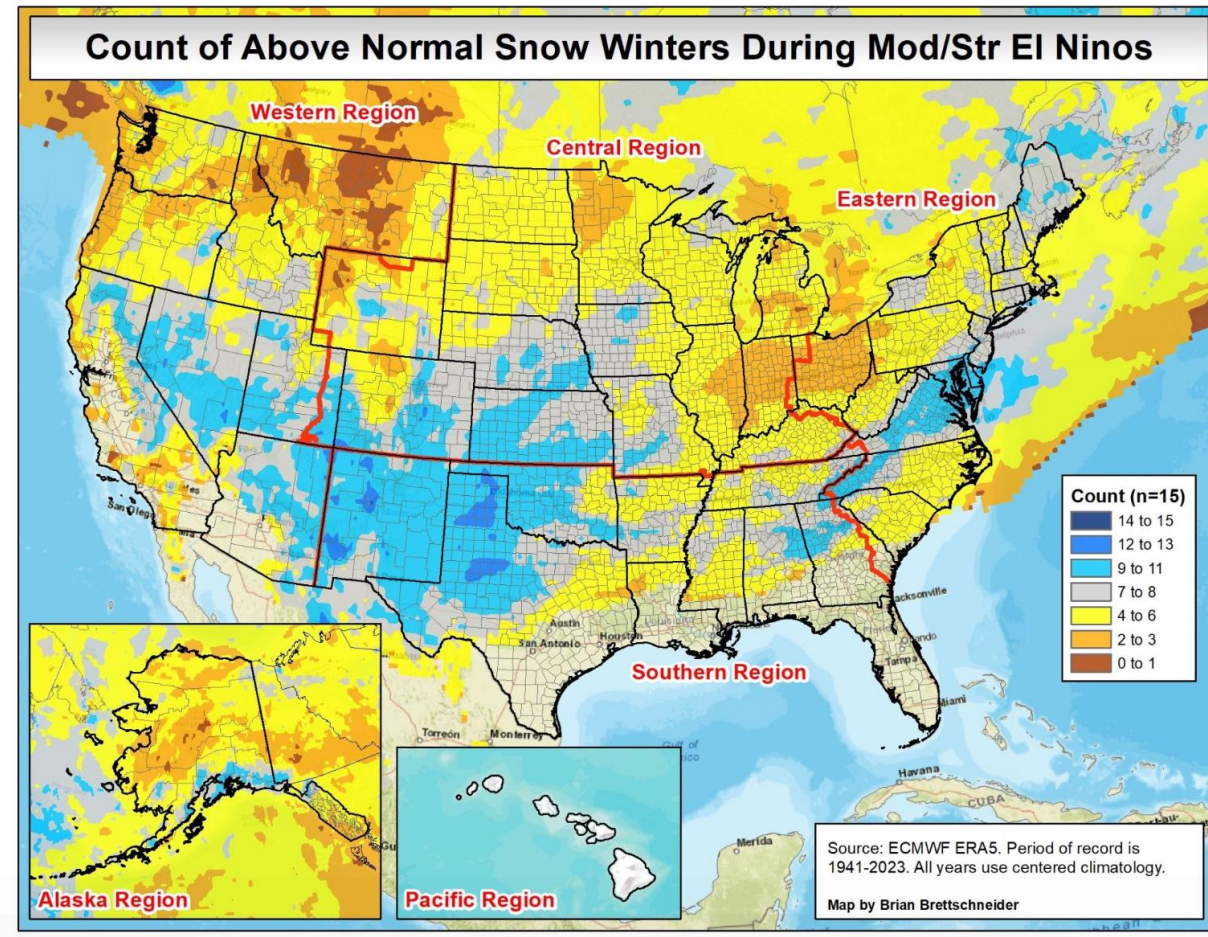 Count of Above Normal Snow Winters During Mod/Str El Ninos
Western Region
Central Region
Eastern Region
Count (n=15)
14 to 15
12 to 13
9 to 11
7 to 8
4 to 6
2 to 3
0 to 1
San Diego
Jacksonville
Austin
San Antonio
Houston
Tampa
Miami
Southern Region
Torreón
Monterrey
Gulf of
Havana
CUBA
Merida
Alaska Region
Pacific Region
Source: ECMWF ERA5. Period of record is
1941-2023. All years use centered climatology.
Map by Brian Brettschneider